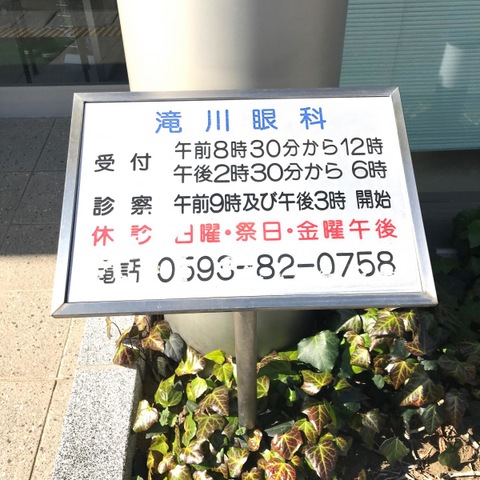 滝川眼科
受付 午前8時30分から12時
午後2時30分から 6時
診察 午前9時及び午後3時 開始
休診 日曜・祭日・金曜午後
電話 0593-82-0758